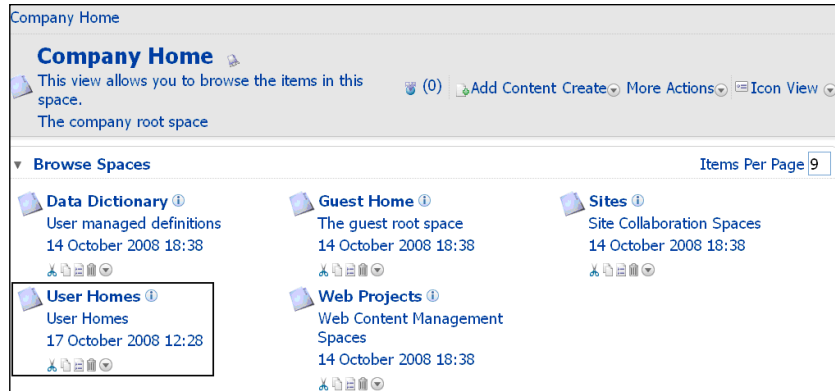 Company Home
Company Home
This view allows you to browse the items in this
space.
The company root space
(0) Add Content Create More Actions Icon View
Browse Spaces Items Per Page 9
Data Dictionary
User managed definitions
14 October 2008 18:38
Guest Home
The guest root space
14 October 2008 18:38
Sites
Site Collaboration Spaces
14 October 2008 18:38
User Homes
User Homes
17 October 2008 12:28
Web Projects
Web Content Management
Spaces
14 October 2008 18:38